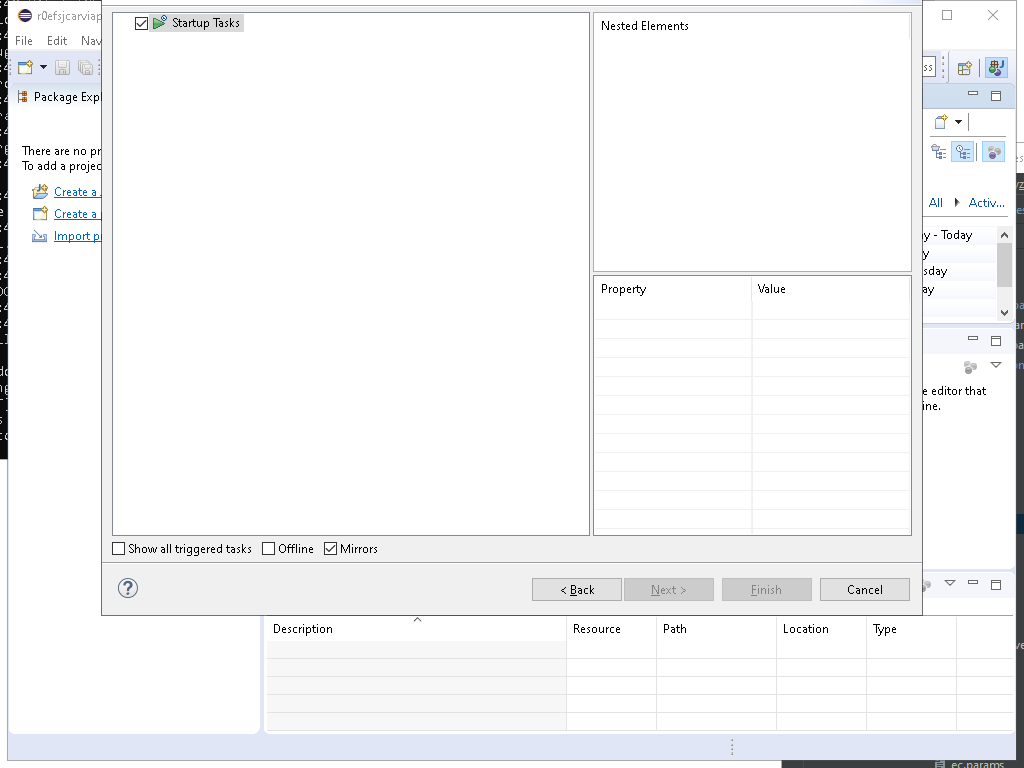 r0efsjcarviap
File Edit Nav
Package Expl
There are no pr
To add a projec
Create a
Create a
Import p
Startup Tasks
Nested Elements
Property Value
Show all triggered tasks Offline Mirrors
? < Back Next > Finish Cancel
ss
All Activ...
y - Today
y
sday
ay
e editor that
ine.
Description Resource Path Location Type
ec.params